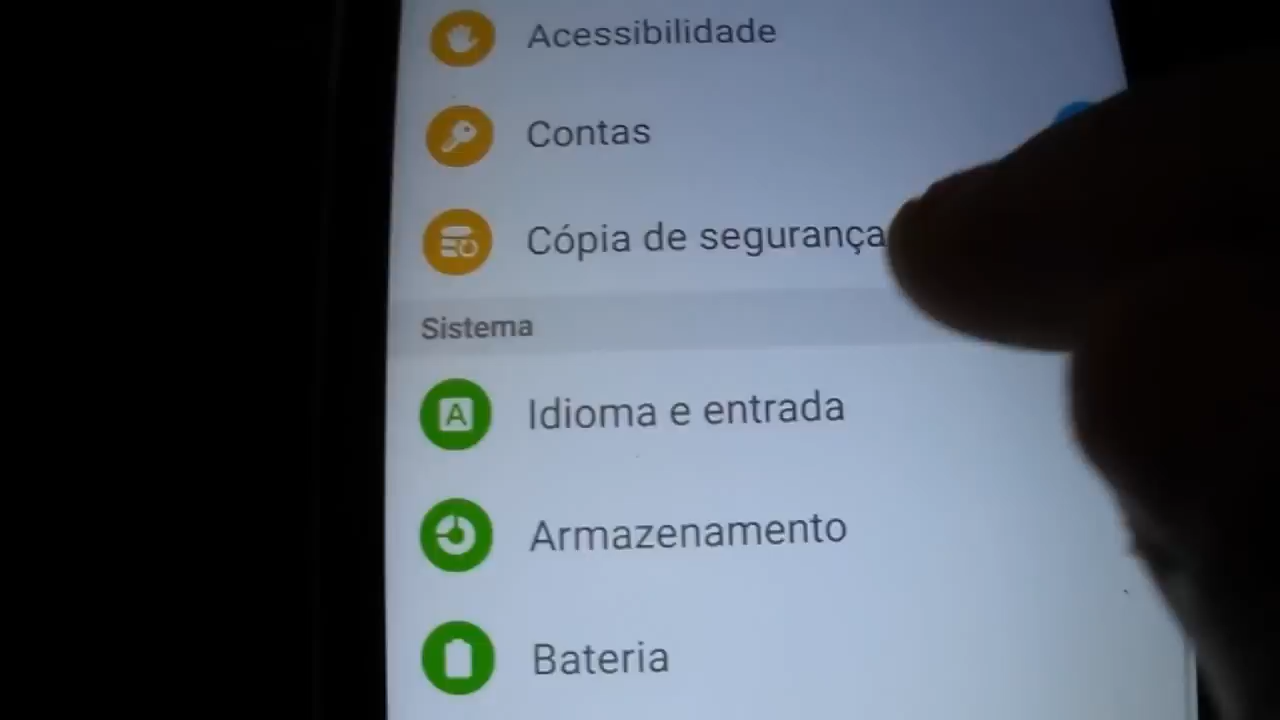 Acessibilidade
Contas
Cópia de segurança
Sistema
A
Idioma e entrada
Armazenamento
Bateria